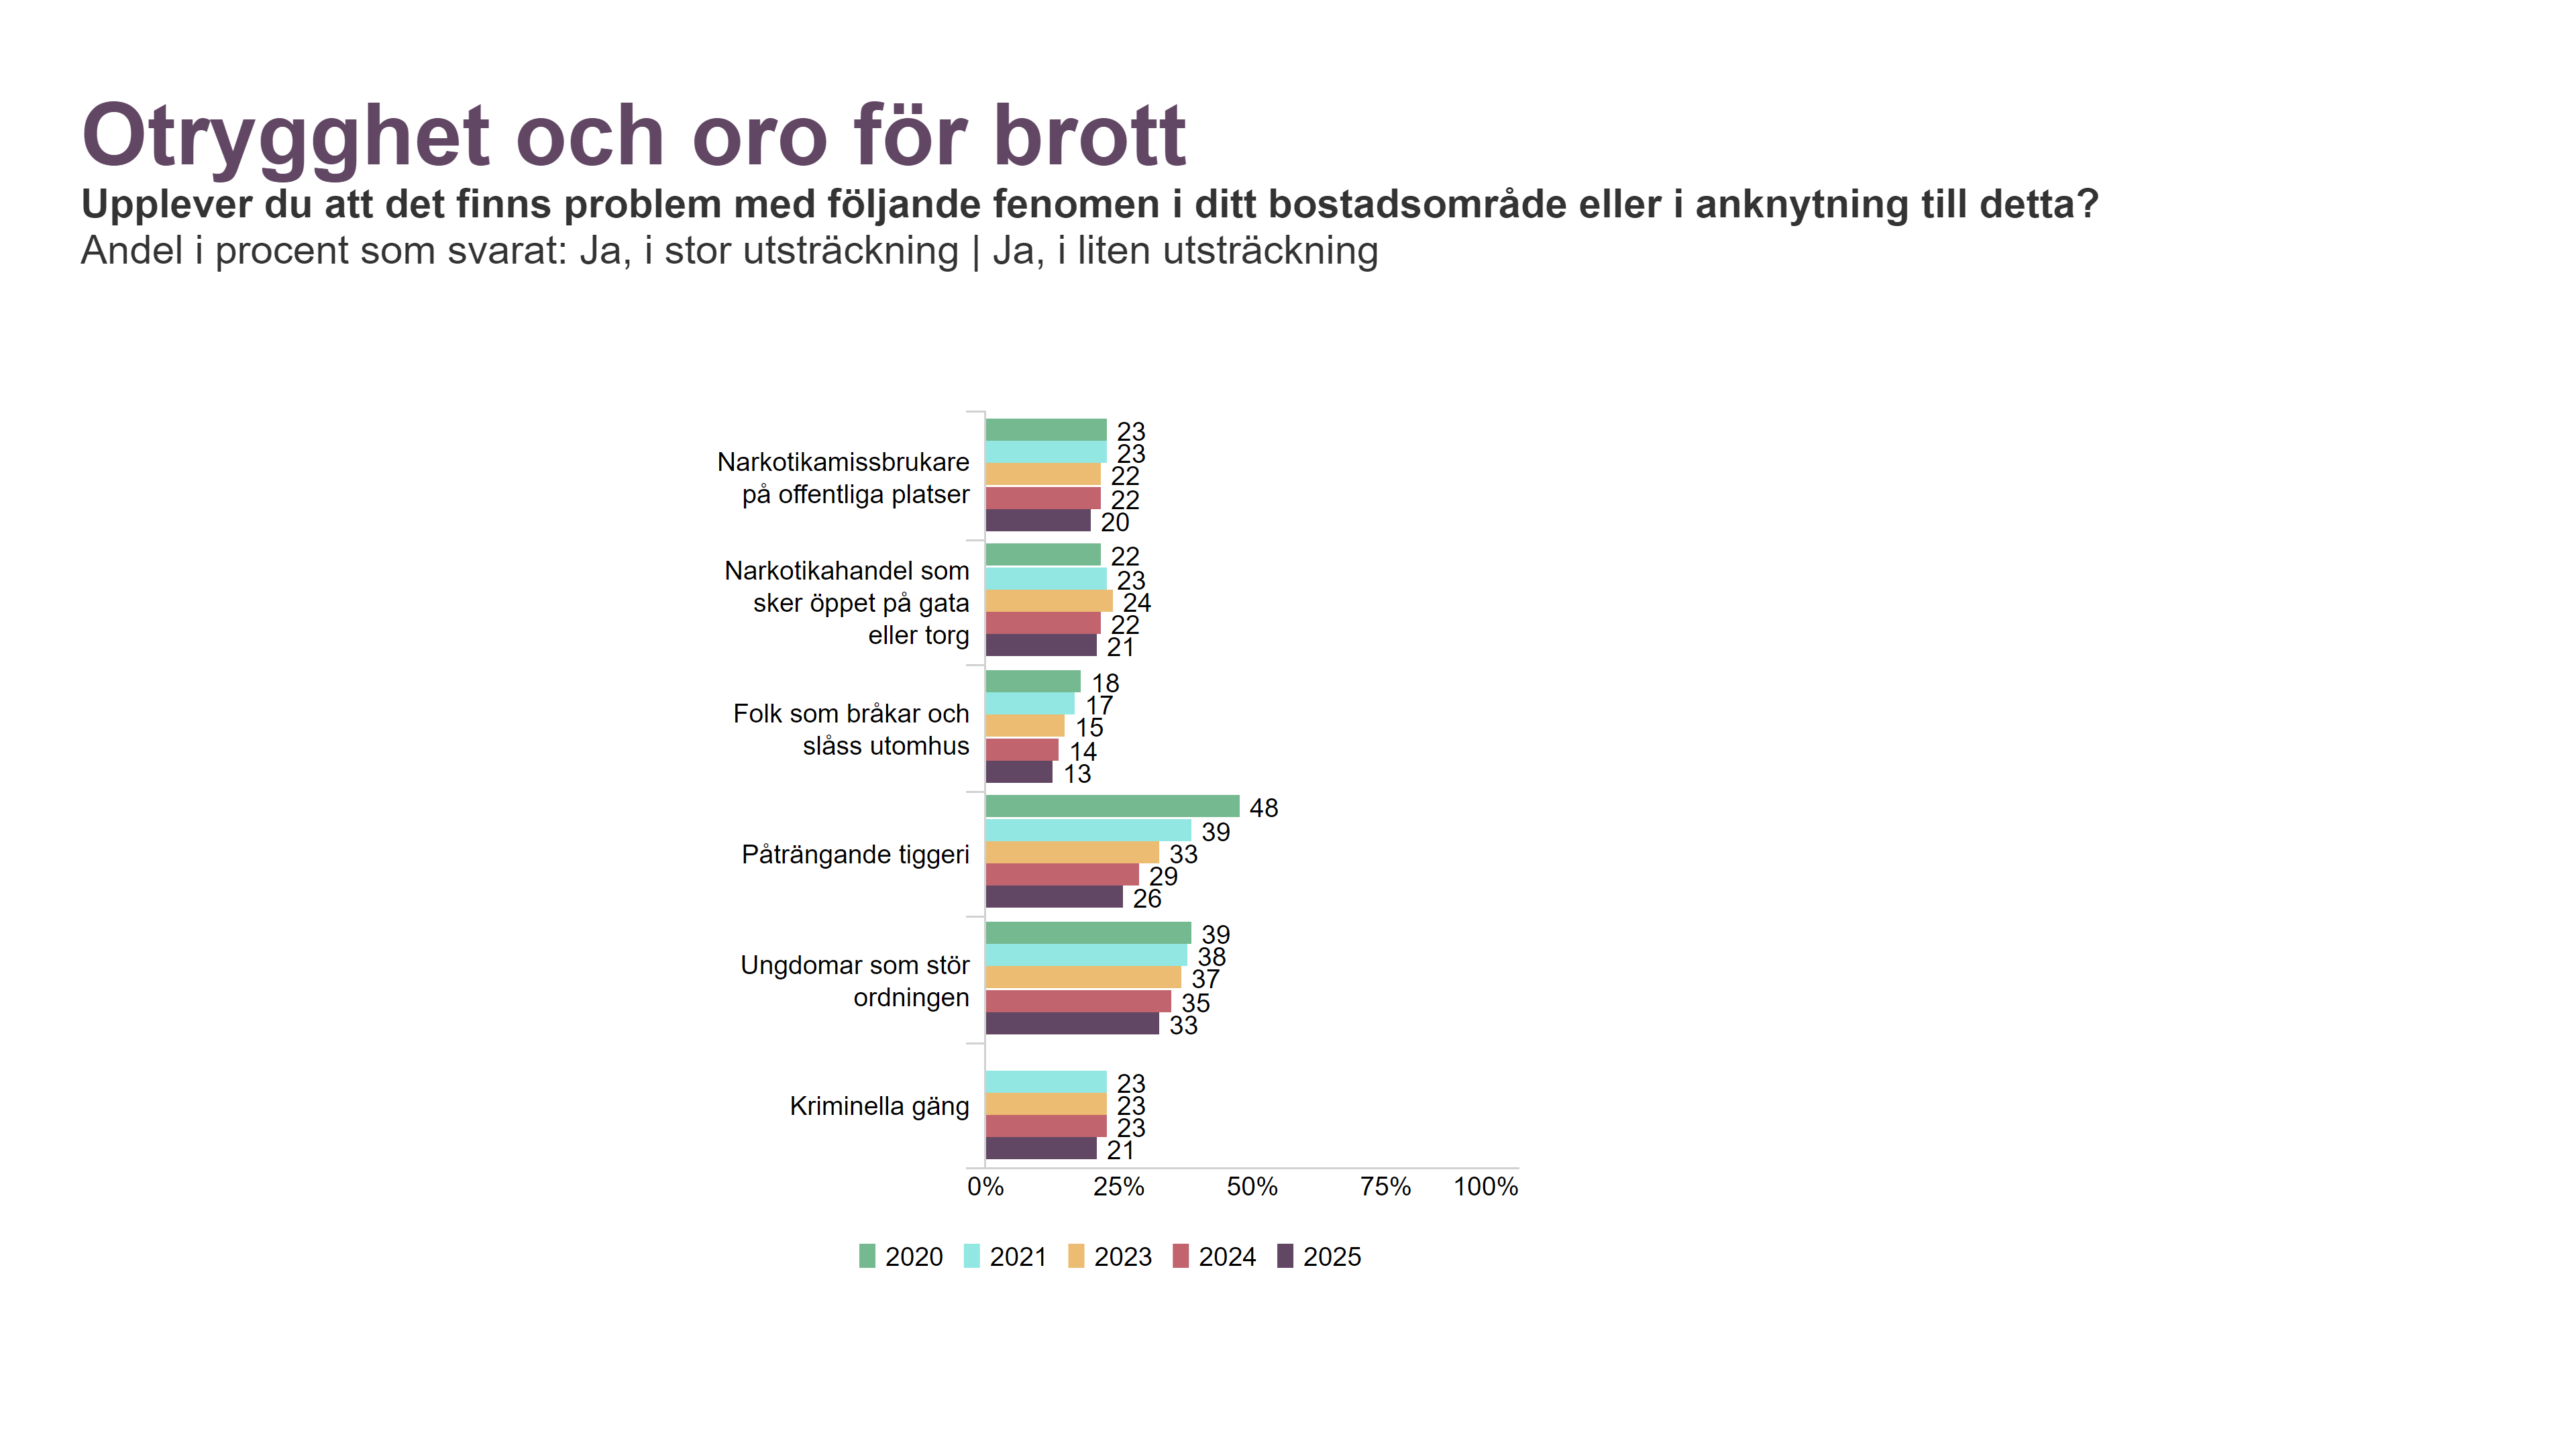 Otrygghet och oro för brott
Upplever du att det finns problem med följande fenomen i ditt bostadsområde eller i anknytning till detta?
Andel i procent som svarat: Ja, i stor utsträckning | Ja, i liten utsträckning
Narkotikamissbrukare
på offentliga platser
23
23
22
22
20
Narkotikahandel som
sker öppet på gata
eller torg
22
23
24
22
21
Folk som bråkar och
slåss utomhus
18
17
15
14
13
Påträngande tiggeri
48
39
33
29
26
Ungdomar som stör
ordningen
39
38
37
35
33
Kriminella gäng
23
23
23
21
0% 25% 50% 75% 100%
2020 2021 2023 2024 2025